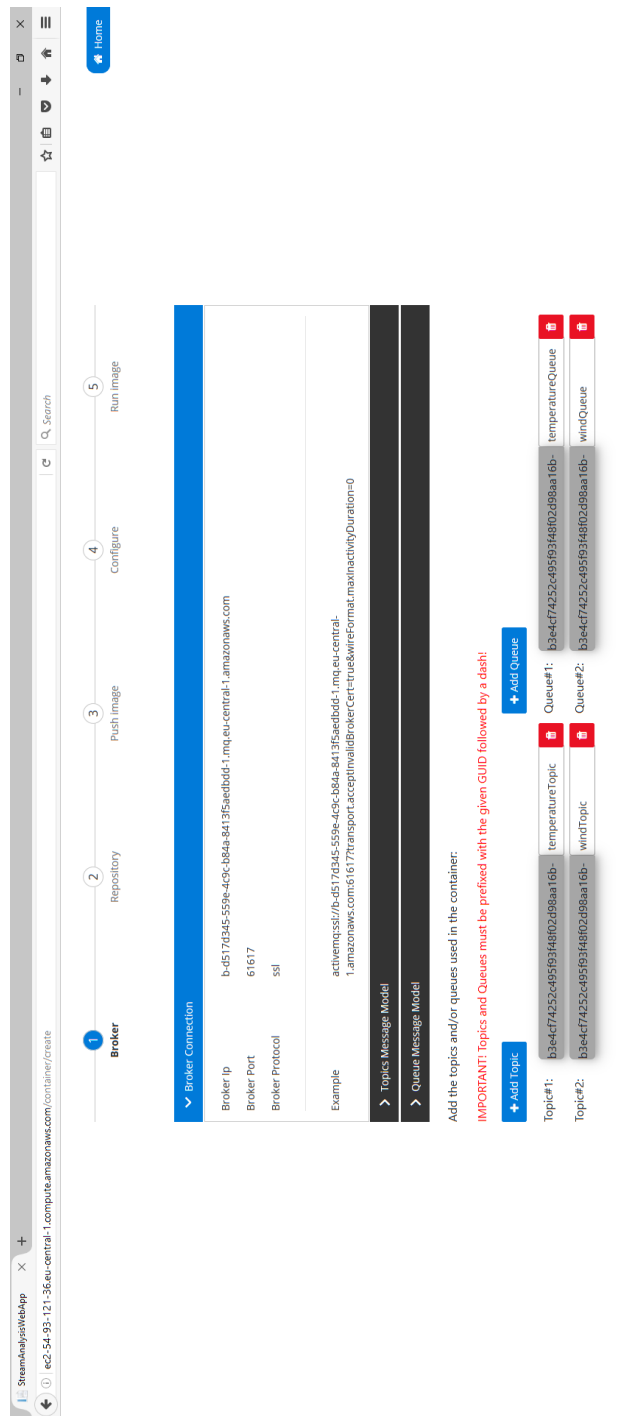 StreamAnalysisWebApp
ec2-54-93-121-36.eu-central-1.compute.amazonaws.com/container/create
Search
Home
1 2 3 4 5
Broker Repository Push image Configure Run image
Broker Connection
Broker Ip b-d517d345-559e-4c9c-b84a-8413f5aedbdd-1.mq.eu-central-1.amazonaws.com
Broker Port 61617
Broker Protocol ssl
Example activemq:ssl://b-d517d345-559e-4c9c-b84a-8413f5aedbdd-1.mq.eu-central-
1.amazonaws.com:61617?transport.acceptInvalidBrokerCert=true&wireFormat.maxInactivityDuration=0
Topics Message Model
Queue Message Model
Add the topics and/or queues used in the container:
IMPORTANT! Topics and Queues must be prefixed with the given GUID followed by a dash!
+ Add Topic + Add Queue
Topic#1: b3e4cf74252c495f93f48f02d98aa16b- temperatureTopic Queue#1: b3e4cf74252c495f93f48f02d98aa16b- temperatureQueue
Topic#2: b3e4cf74252c495f93f48f02d98aa16b- windTopic Queue#2: b3e4cf74252c495f93f48f02d98aa16b- windQueue